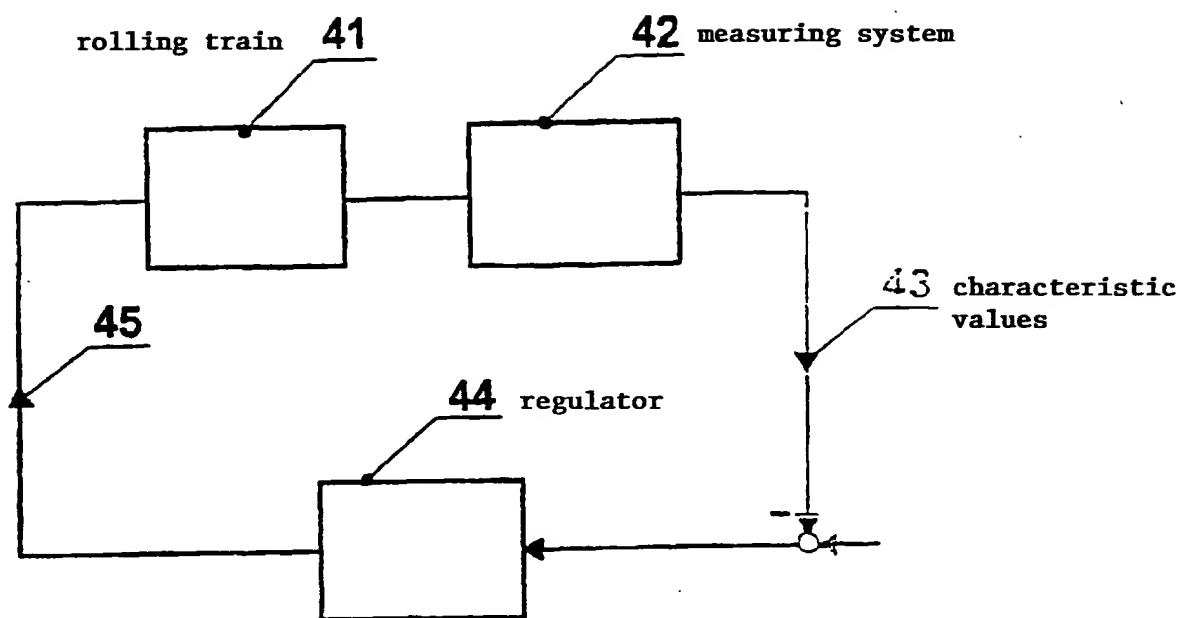 rolling train 41
42 measuring system
43 characteristic
values
45
44 regulator
-